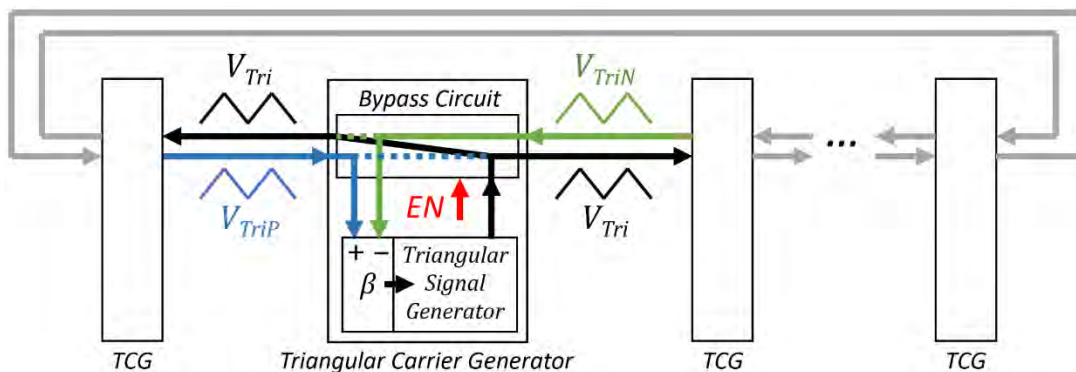 V_Tri
V_TriN
Bypass Circuit
...
EN
V_TriP
V_Tri
+ −
β
Triangular
Signal
Generator
TCG
Triangular Carrier Generator
TCG
TCG